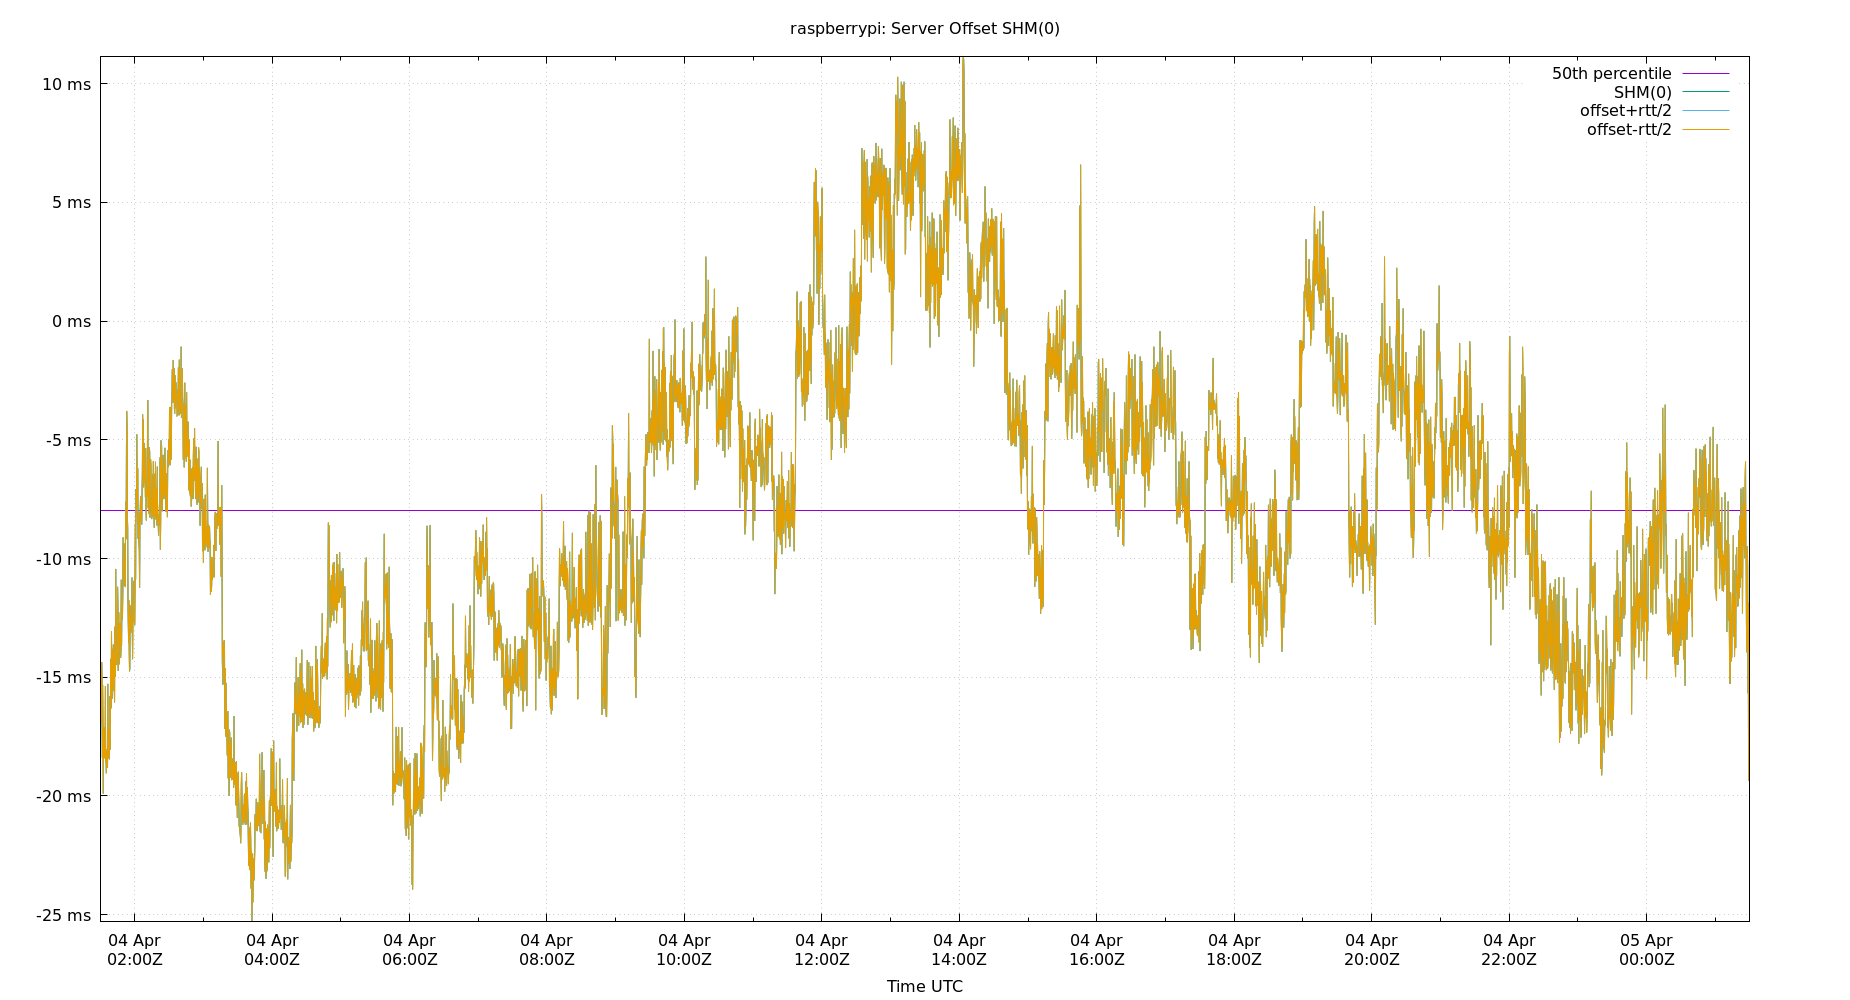 raspberrypi: Server Offset SHM(0)
50th percentile
SHM(0)
offset+rtt/2
offset-rtt/2
10 ms
5 ms
0 ms
-5 ms
-10 ms
-15 ms
-20 ms
-25 ms
04 Apr 04 Apr 04 Apr 04 Apr 04 Apr 04 Apr 04 Apr 04 Apr 04 Apr 04 Apr 04 Apr 05 Apr
02:00Z 04:00Z 06:00Z 08:00Z 10:00Z 12:00Z 14:00Z 16:00Z 18:00Z 20:00Z 22:00Z 00:00Z
Time UTC